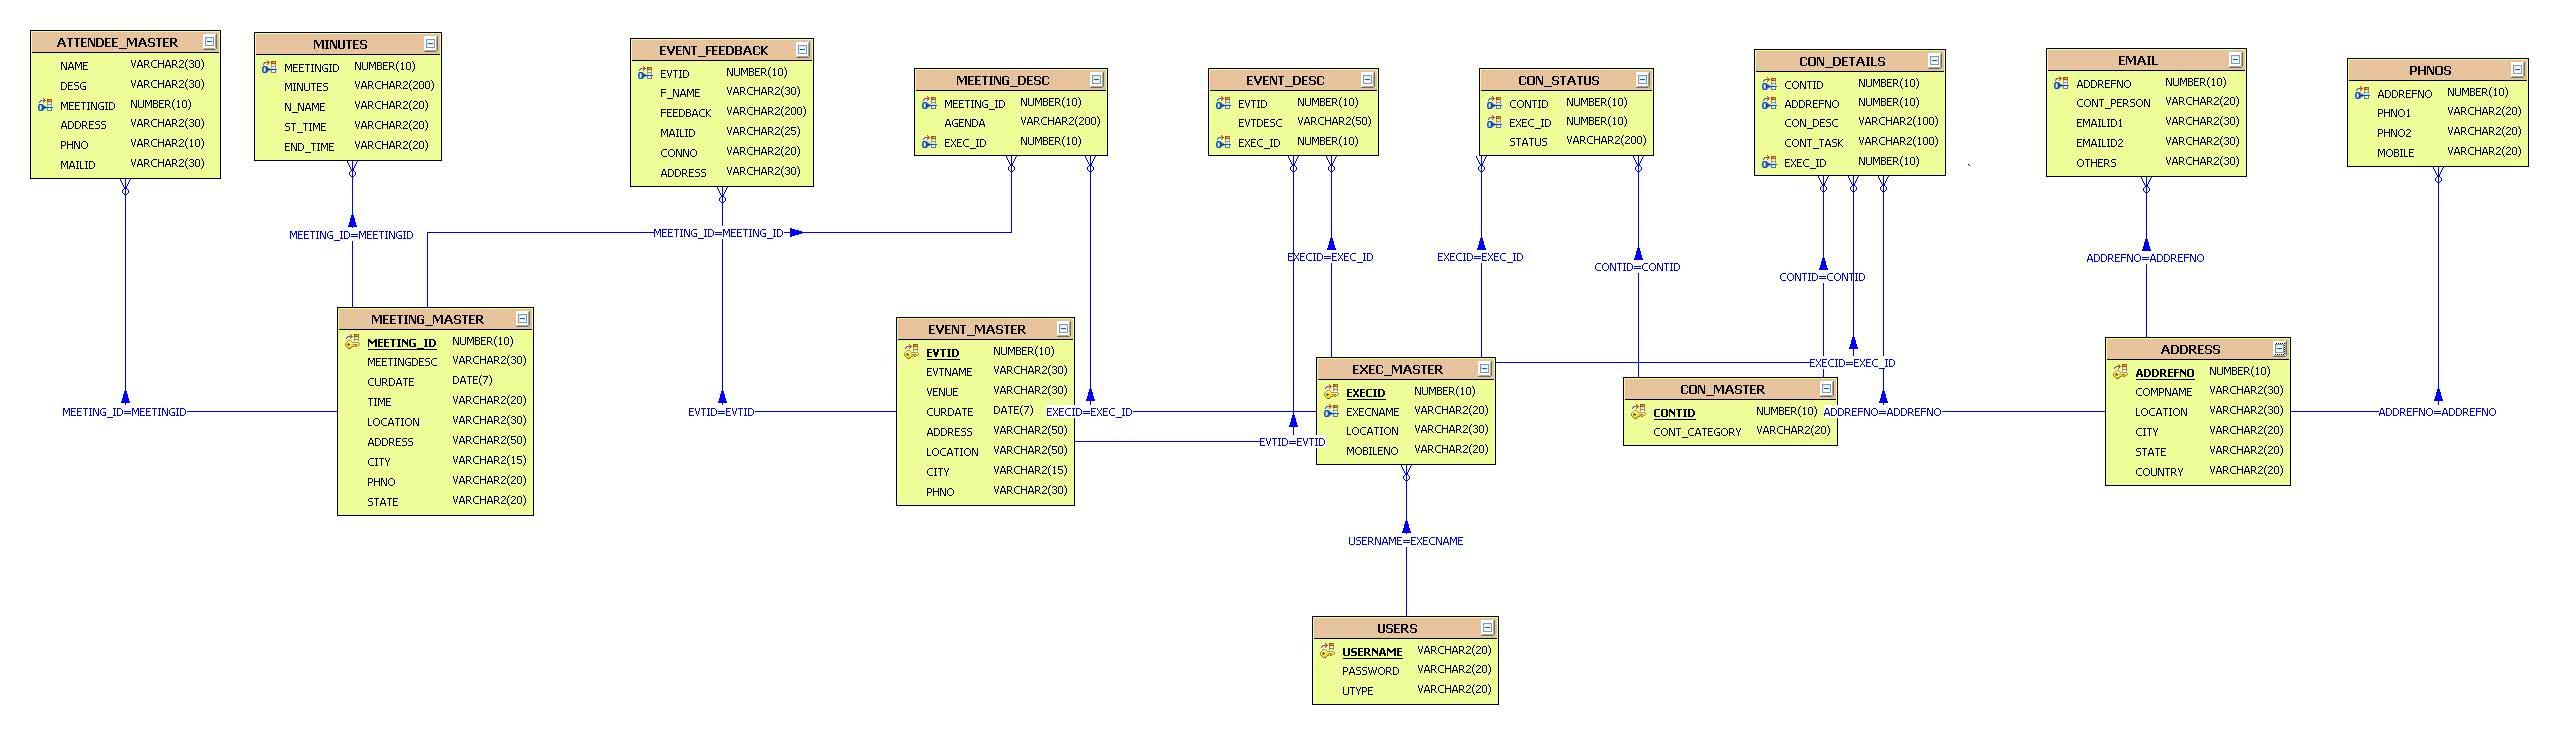 ATTENDEE_MASTER
NAME VARCHAR2(30)
DESG VARCHAR2(30)
MEETINGID NUMBER(10)
ADDRESS VARCHAR2(30)
PHNO VARCHAR2(10)
MAILID VARCHAR2(30)
MINUTES
MEETINGID NUMBER(10)
MINUTES VARCHAR2(200)
N_NAME VARCHAR2(20)
ST_TIME VARCHAR2(20)
END_TIME VARCHAR2(20)
EVENT_FEEDBACK
EVTID NUMBER(10)
F_NAME VARCHAR2(30)
FEEDBACK VARCHAR2(200)
MAILID VARCHAR2(25)
CONNO VARCHAR2(20)
ADDRESS VARCHAR2(30)
MEETING_DESC
MEETING_ID NUMBER(10)
AGENDA VARCHAR2(200)
EXEC_ID NUMBER(10)
EVENT_DESC
EVTID NUMBER(10)
EVTDESC VARCHAR2(50)
EXEC_ID NUMBER(10)
CON_STATUS
CONTID NUMBER(10)
EXEC_ID NUMBER(10)
STATUS VARCHAR2(200)
CON_DETAILS
CONTID NUMBER(10)
ADDREFNO NUMBER(10)
CON_DESC VARCHAR2(100)
CONT_TASK VARCHAR2(100)
EXEC_ID NUMBER(10)
EMAIL
ADDREFNO NUMBER(10)
CONT_PERSON VARCHAR2(20)
EMAILID1 VARCHAR2(30)
EMAILID2 VARCHAR2(30)
OTHERS VARCHAR2(30)
PHNOS
ADDREFNO NUMBER(10)
PHNO1 VARCHAR2(20)
PHNO2 VARCHAR2(20)
MOBILE VARCHAR2(20)
MEETING_ID=MEETINGID
MEETING_ID=MEETING_ID
EXECID=EXEC_ID
EXECID=EXEC_ID
CONTID=CONTID
CONTID=CONTID
ADDREFNO=ADDREFNO
MEETING_MASTER
MEETING_ID NUMBER(10)
MEETINGDESC VARCHAR2(30)
CURDATE DATE(7)
TIME VARCHAR2(20)
LOCATION VARCHAR2(30)
ADDRESS VARCHAR2(50)
CITY VARCHAR2(15)
PHNO VARCHAR2(20)
STATE VARCHAR2(20)
EVENT_MASTER
EVTID NUMBER(10)
EVTNAME VARCHAR2(30)
VENUE VARCHAR2(30)
CURDATE DATE(7)
ADDRESS VARCHAR2(50)
LOCATION VARCHAR2(50)
CITY VARCHAR2(15)
PHNO VARCHAR2(30)
EXEC_MASTER
EXECID NUMBER(10)
EXECNAME VARCHAR2(20)
LOCATION VARCHAR2(30)
MOBILENO VARCHAR2(20)
CON_MASTER
CONTID NUMBER(10)
CONT_CATEGORY VARCHAR2(20)
ADDRESS
ADDREFNO NUMBER(10)
COMPNAME VARCHAR2(30)
LOCATION VARCHAR2(30)
CITY VARCHAR2(20)
STATE VARCHAR2(20)
COUNTRY VARCHAR2(20)
EXECID=EXEC_ID
MEETING_ID=MEETINGID
EVTID=EVTID
EXECID=EXEC_ID
EVTID=EVTID
ADDREFNO=ADDREFNO
ADDREFNO=ADDREFNO
USERNAME=EXECNAME
USERS
USERNAME VARCHAR2(20)
PASSWORD VARCHAR2(20)
UTYPE VARCHAR2(20)